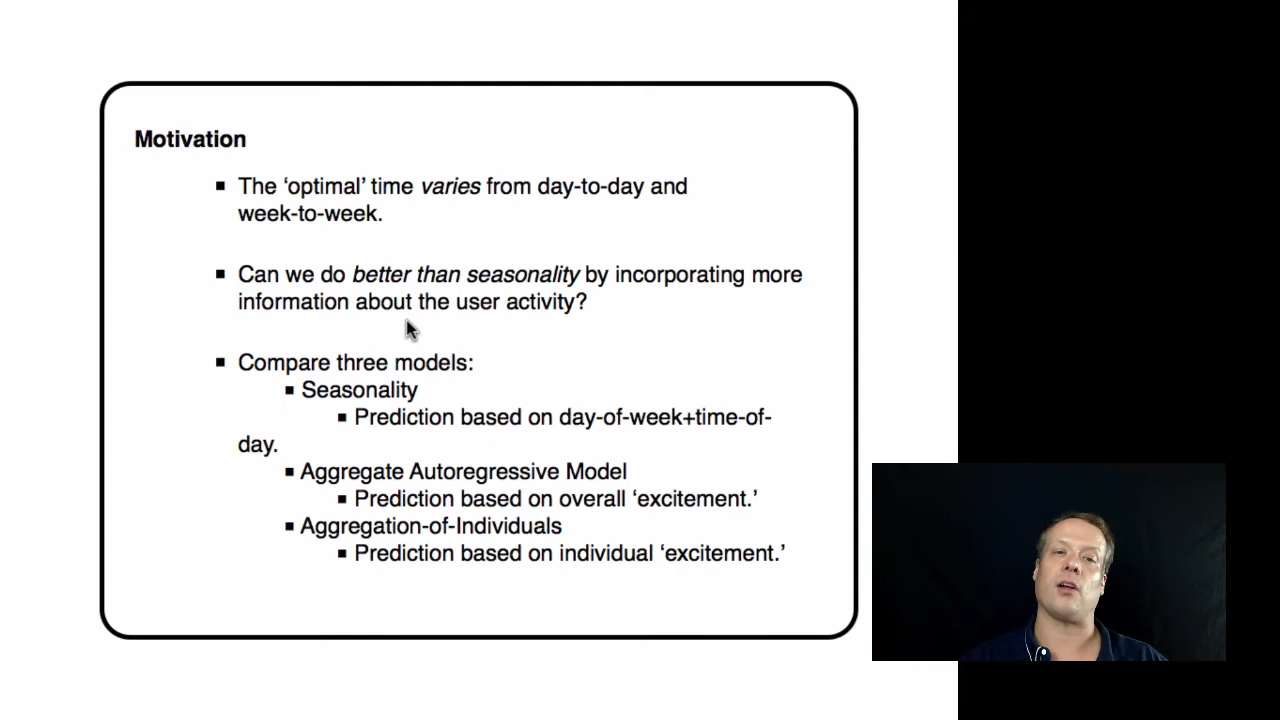 Motivation
▪ The ‘optimal’ time varies from day-to-day and
week-to-week.
▪ Can we do better than seasonality by incorporating more
information about the user activity?
▪ Compare three models:
▪ Seasonality
▪ Prediction based on day-of-week+time-of-
day.
▪ Aggregate Autoregressive Model
▪ Prediction based on overall ‘excitement.’
▪ Aggregation-of-Individuals
▪ Prediction based on individual ‘excitement.’